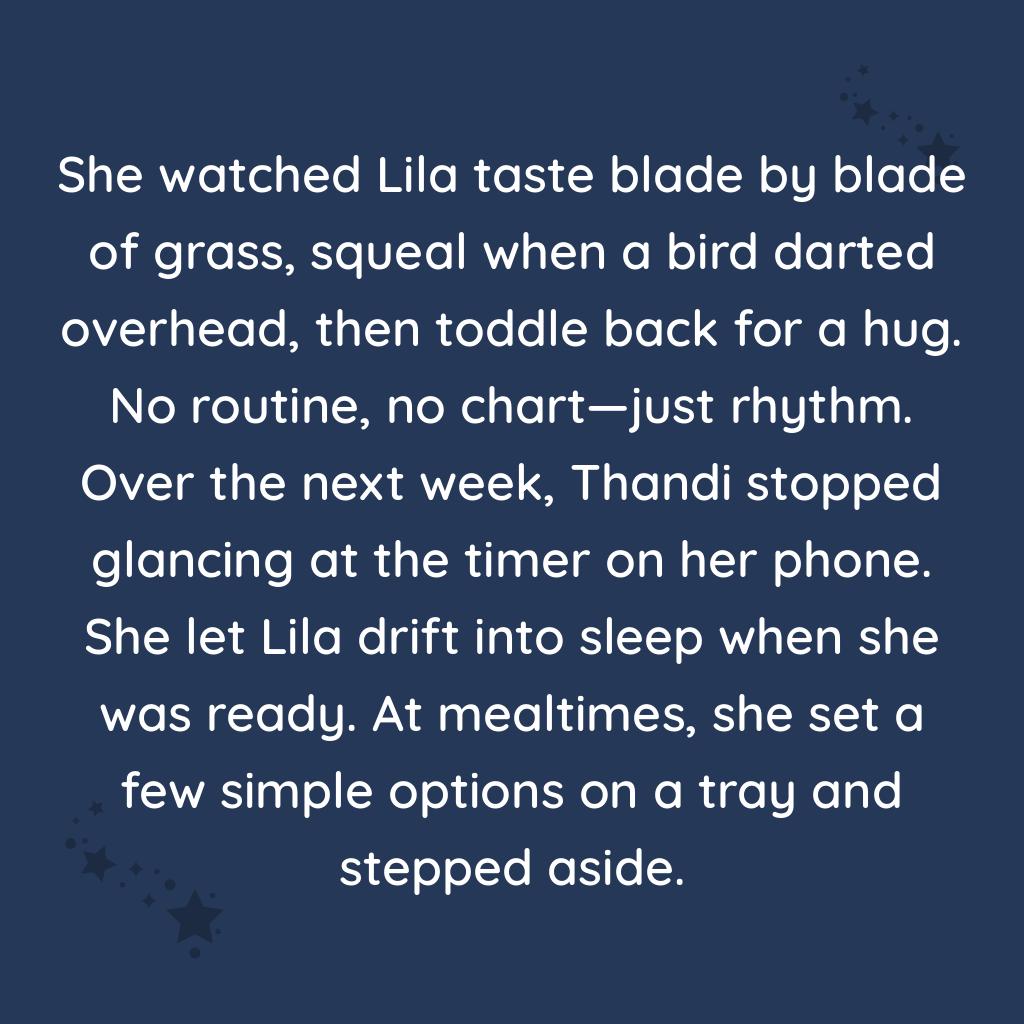 She watched Lila taste blade by blade
of grass, squeal when a bird darted
overhead, then toddle back for a hug.
No routine, no chart—just rhythm.
Over the next week, Thandi stopped
glancing at the timer on her phone.
She let Lila drift into sleep when she
was ready. At mealtimes, she set a
few simple options on a tray and
stepped aside.